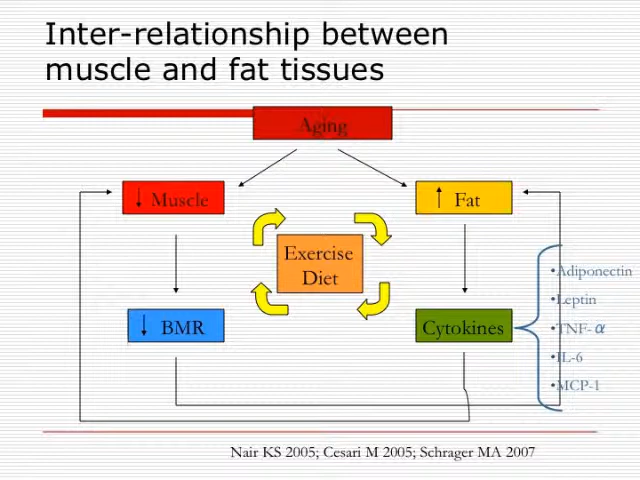 Inter-relationship between
muscle and fat tissues
Aging
↓ Muscle
↑ Fat
Exercise
Diet
↓ BMR
Cytokines
•Adiponectin
•Leptin
•TNF- α
•IL-6
•MCP-1
Nair KS 2005; Cesari M 2005; Schrager MA 2007